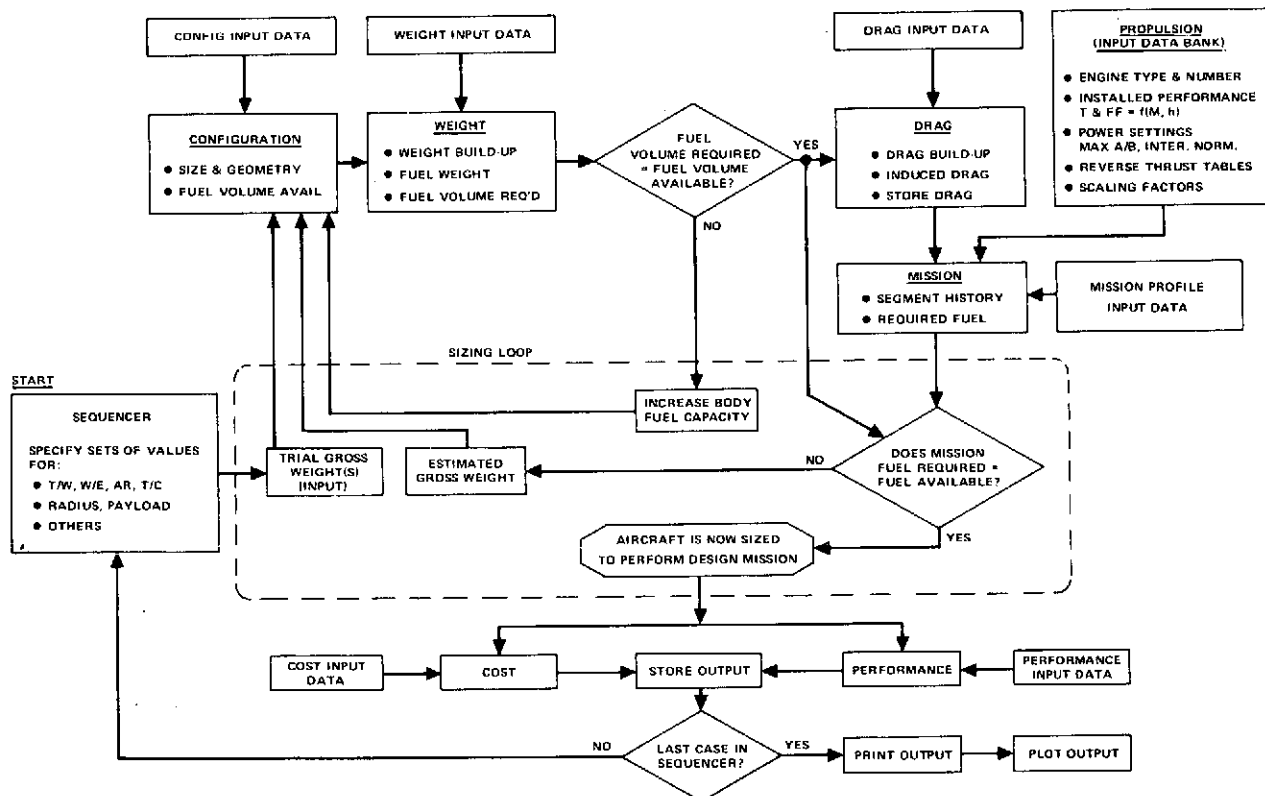 CONFIG INPUT DATA
WEIGHT INPUT DATA
DRAG INPUT DATA
PROPULSION
(INPUT DATA BANK)
● ENGINE TYPE & NUMBER
● INSTALLED PERFORMANCE
T & FF = f(M, h)
● POWER SETTINGS
MAX A/B, INTER. NORM.
● REVERSE THRUST TABLES
● SCALING FACTORS
CONFIGURATION
● SIZE & GEOMETRY
● FUEL VOLUME AVAIL
WEIGHT
● WEIGHT BUILD-UP
● FUEL WEIGHT
● FUEL VOLUME REQ'D
FUEL
VOLUME REQUIRED
= FUEL VOLUME
AVAILABLE?
YES
NO
DRAG
● DRAG BUILD-UP
● INDUCED DRAG
● STORE DRAG
MISSION
● SEGMENT HISTORY
● REQUIRED FUEL
MISSION PROFILE
INPUT DATA
SIZING LOOP
START
SEQUENCER
SPECIFY SETS OF VALUES
FOR:
● T/W, W/E, AR, T/C
● RADIUS, PAYLOAD
● OTHERS
TRIAL GROSS
WEIGHT(S)
(INPUT)
ESTIMATED
GROSS WEIGHT
INCREASE BODY
FUEL CAPACITY
NO
DOES MISSION
FUEL REQUIRED =
FUEL AVAILABLE?
YES
AIRCRAFT IS NOW SIZED
TO PERFORM DESIGN MISSION
COST INPUT
DATA
COST
STORE OUTPUT
PERFORMANCE
PERFORMANCE
INPUT DATA
NO
LAST CASE IN
SEQUENCER?
YES
PRINT OUTPUT
PLOT OUTPUT